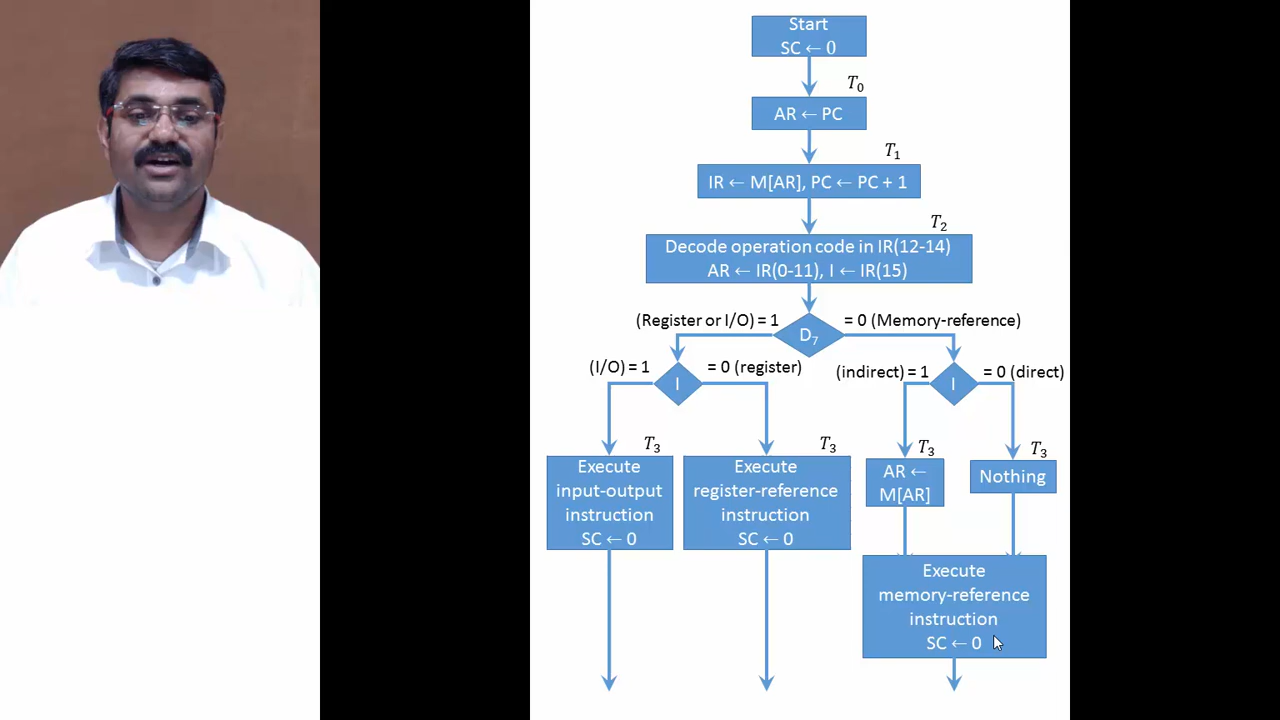 Start
SC ← 0
T₀
AR ← PC
T₁
IR ← M[AR], PC ← PC + 1
T₂
Decode operation code in IR(12-14)
AR ← IR(0-11), I ← IR(15)
(Register or I/O) = 1
D₇
= 0 (Memory-reference)
(I/O) = 1
I
= 0 (register)
(indirect) = 1
I
= 0 (direct)
T₃
Execute
input-output
instruction
SC ← 0
T₃
Execute
register-reference
instruction
SC ← 0
T₃
AR ←
M[AR]
T₃
Nothing
Execute
memory-reference
instruction
SC ← 0